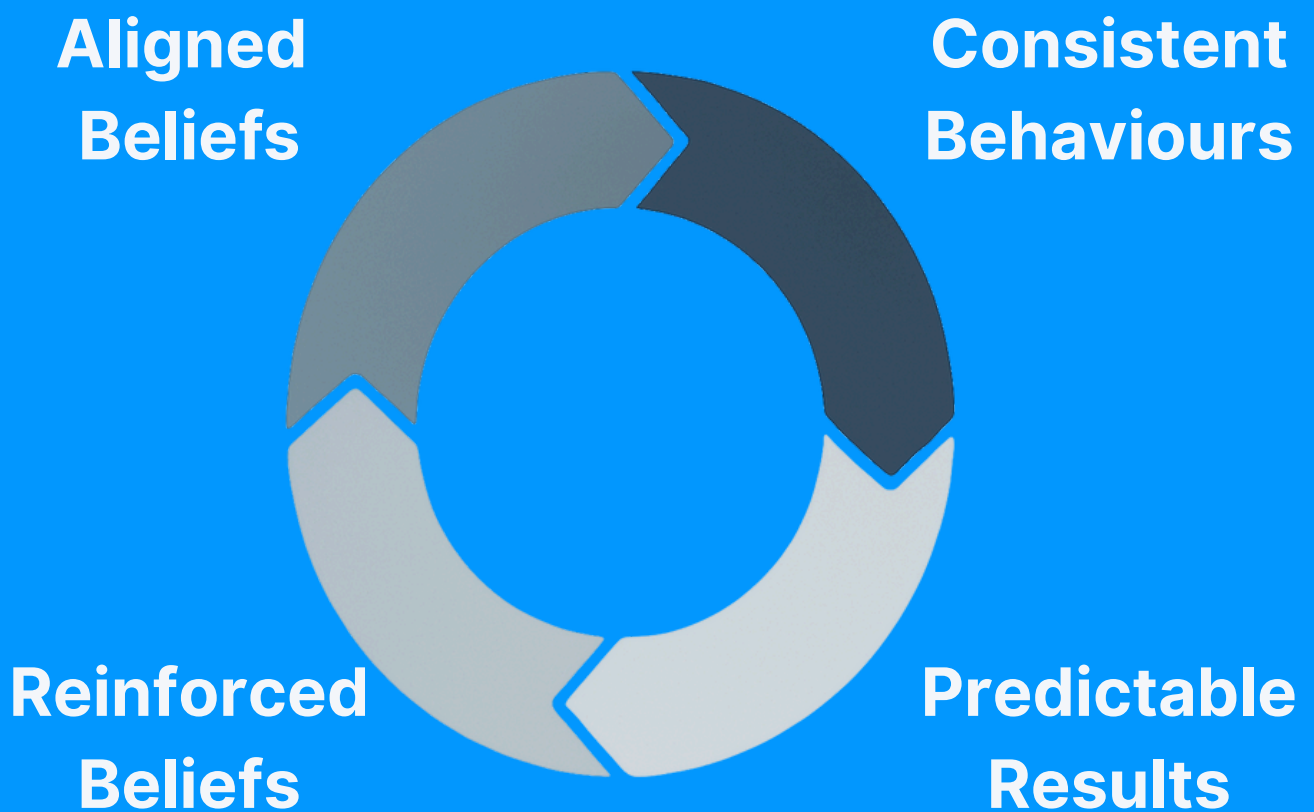 Aligned
Beliefs
Consistent
Behaviours
Reinforced
Beliefs
Predictable
Results